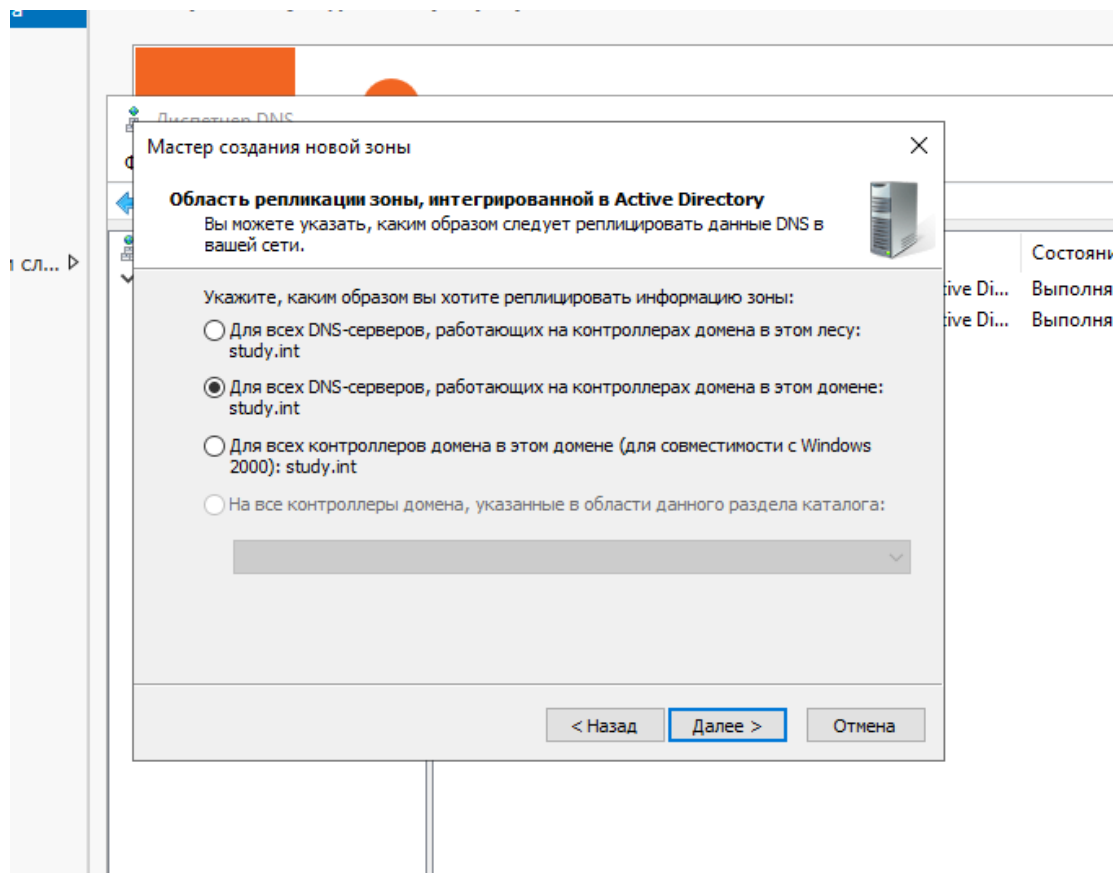 Диспетчер DNS
Мастер создания новой зоны
Область репликации зоны, интегрированной в Active Directory
Вы можете указать, каким образом следует реплицировать данные DNS в
вашей сети.
сл...
Состояни
Укажите, каким образом вы хотите реплицировать информацию зоны:
tive Di... Выполня
Для всех DNS-серверов, работающих на контроллерах домена в этом лесу:
study.int
tive Di... Выполня
Для всех DNS-серверов, работающих на контроллерах домена в этом домене:
study.int
Для всех контроллеров домена в этом домене (для совместимости с Windows
2000): study.int
На все контроллеры домена, указанные в области данного раздела каталога:
< Назад
Далее >
Отмена